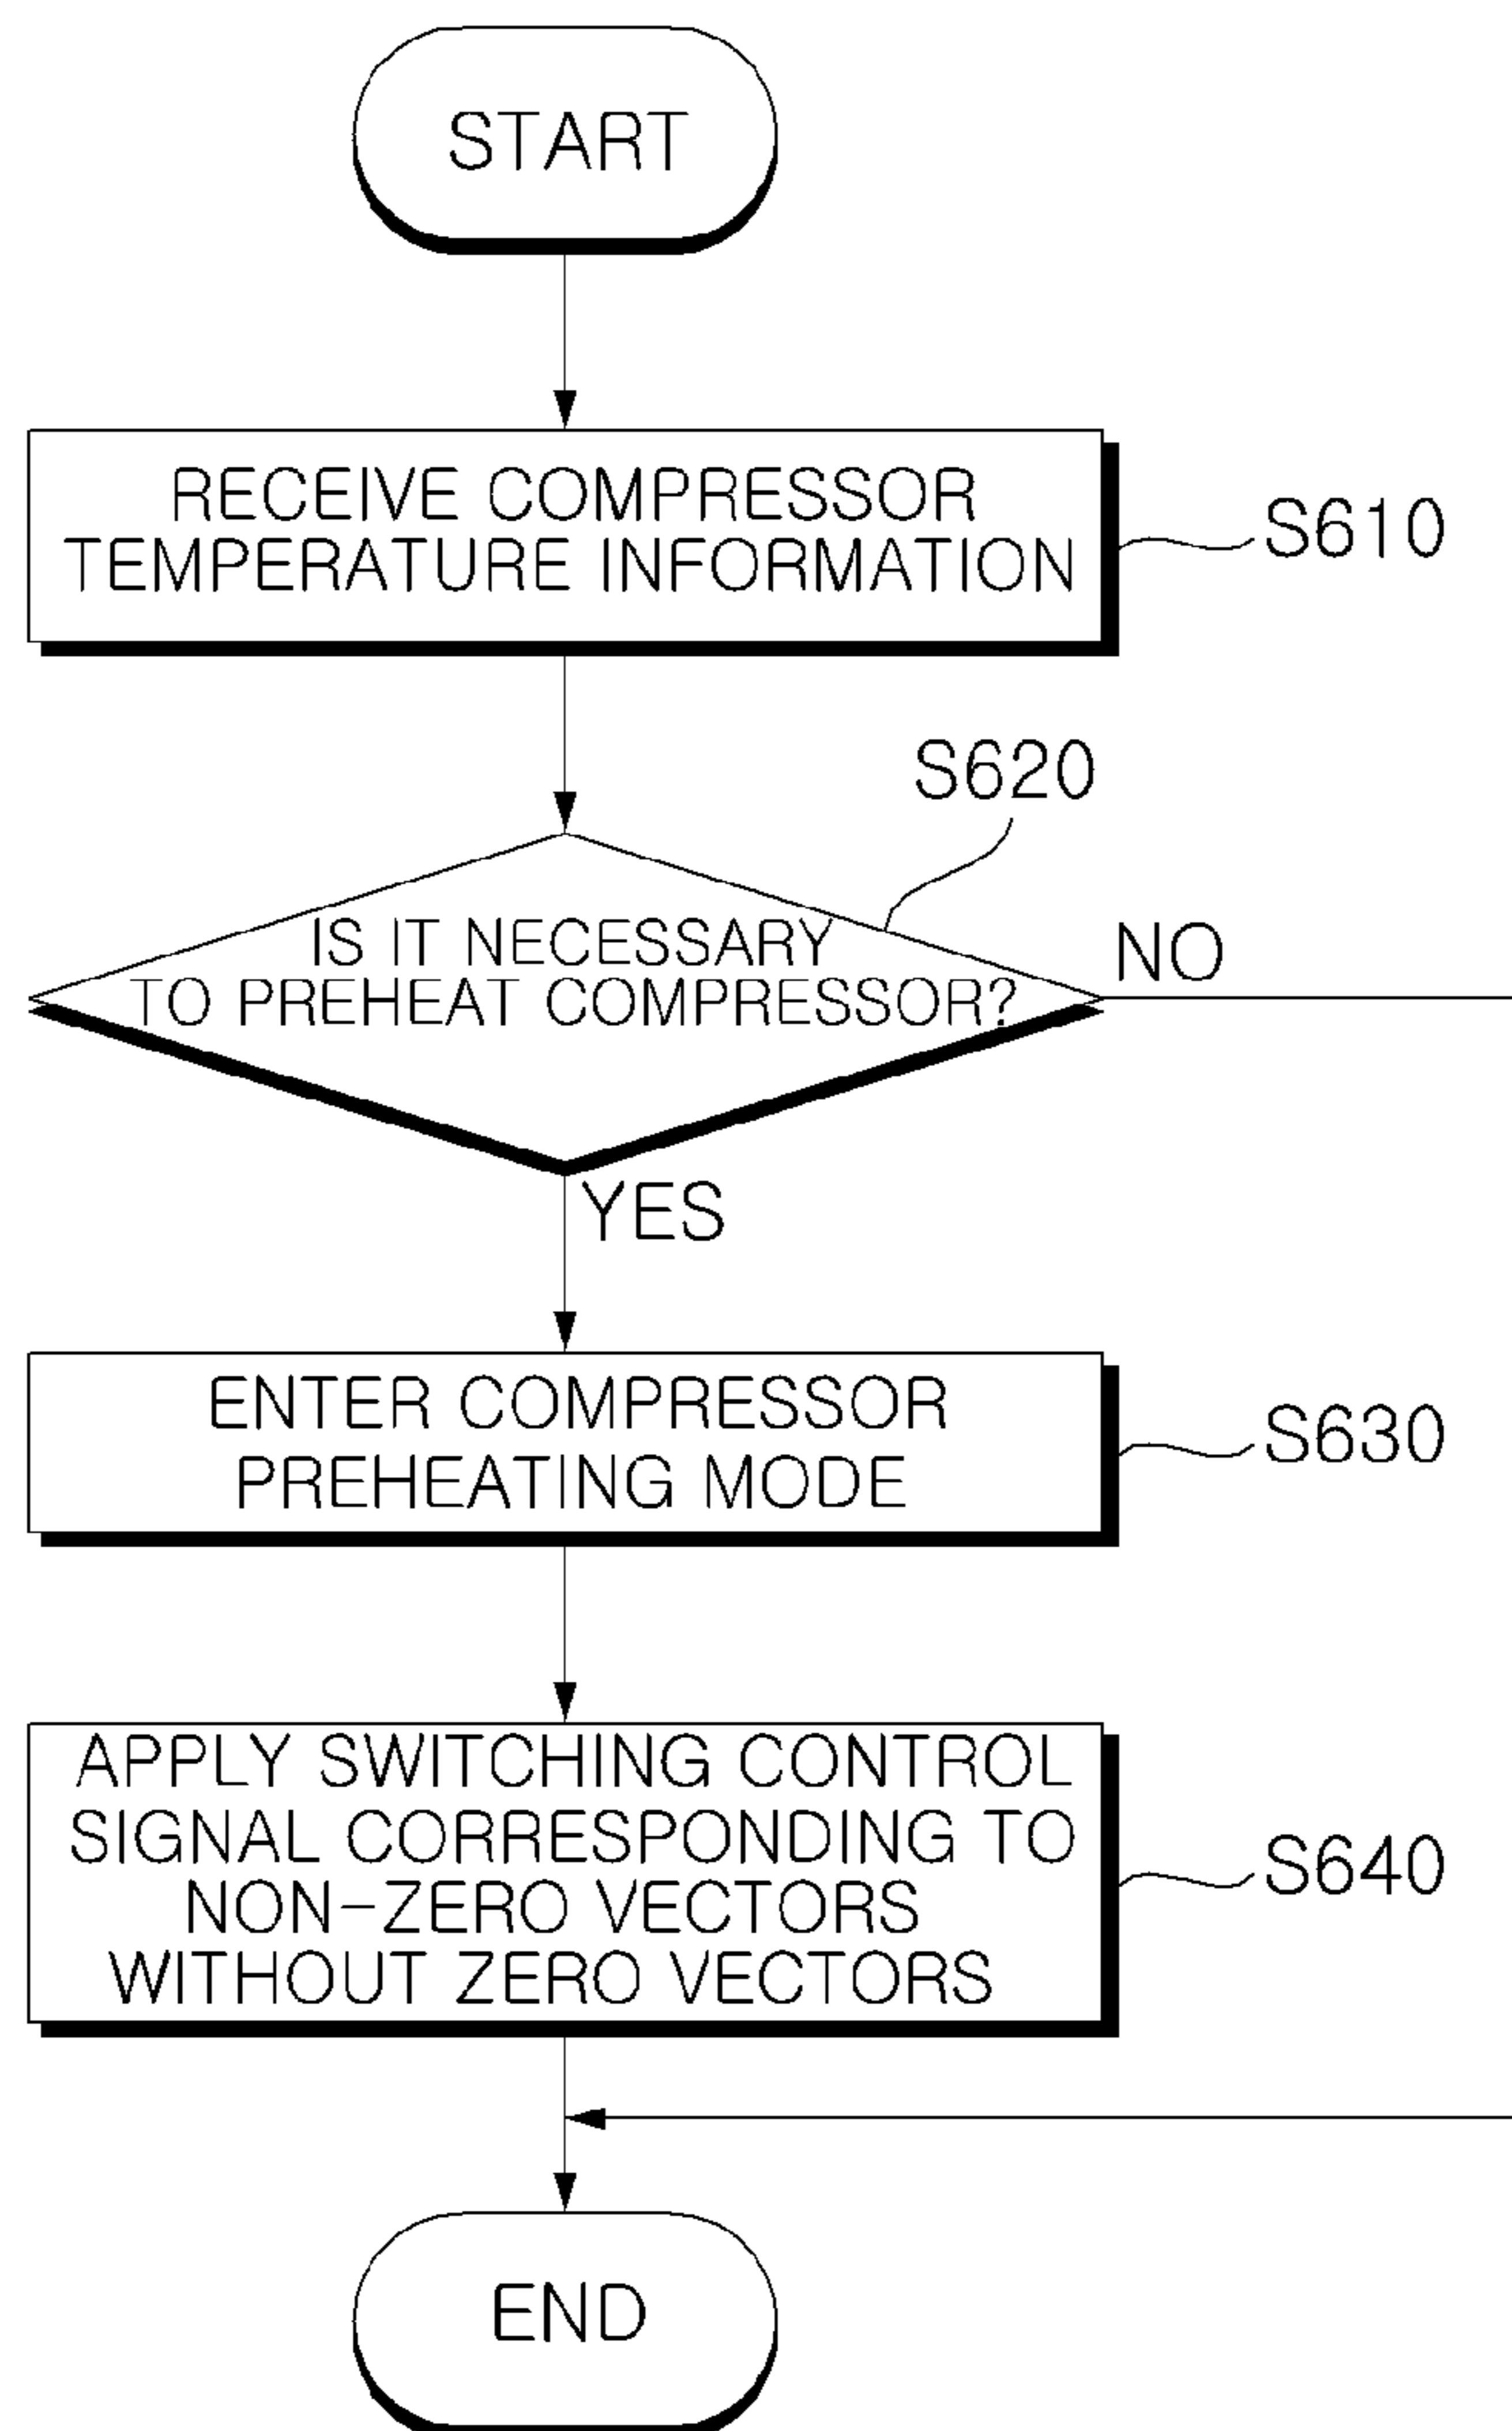 START
RECEIVE COMPRESSOR
TEMPERATURE INFORMATION
S610
S620
IS IT NECESSARY
TO PREHEAT COMPRESSOR?
NO
YES
ENTER COMPRESSOR
PREHEATING MODE
S630
APPLY SWITCHING CONTROL
SIGNAL CORRESPONDING TO
NON-ZERO VECTORS
WITHOUT ZERO VECTORS
S640
END